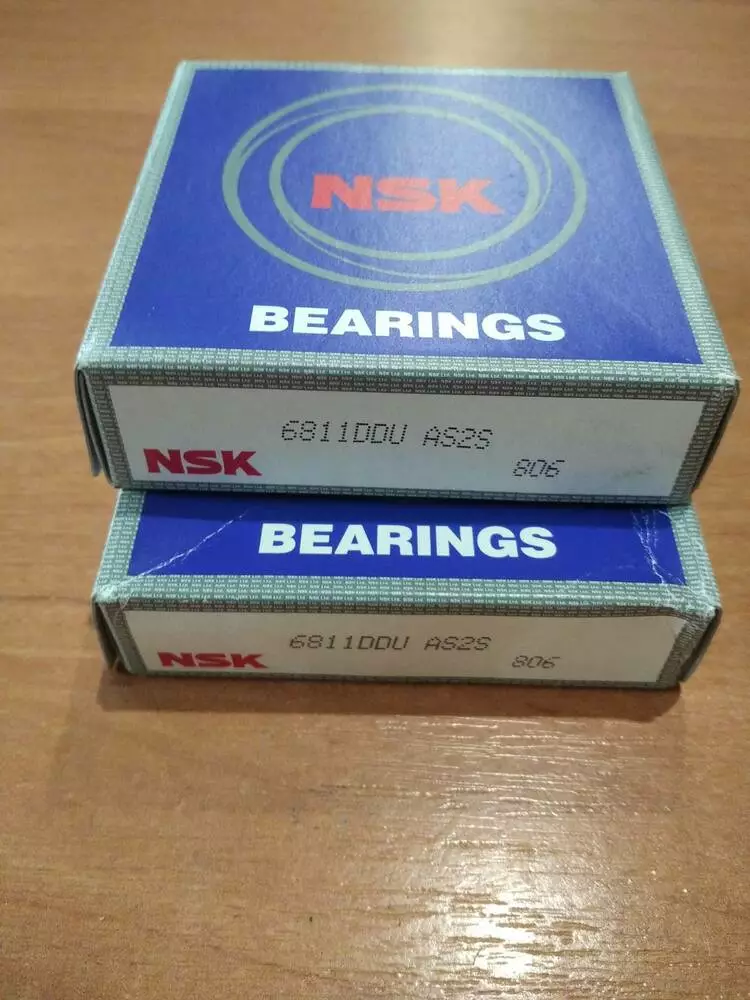 NSK
BEARINGS
6811DDU AS2S
NSK
806
BEARINGS
6811DDU AS2S
NSK
806